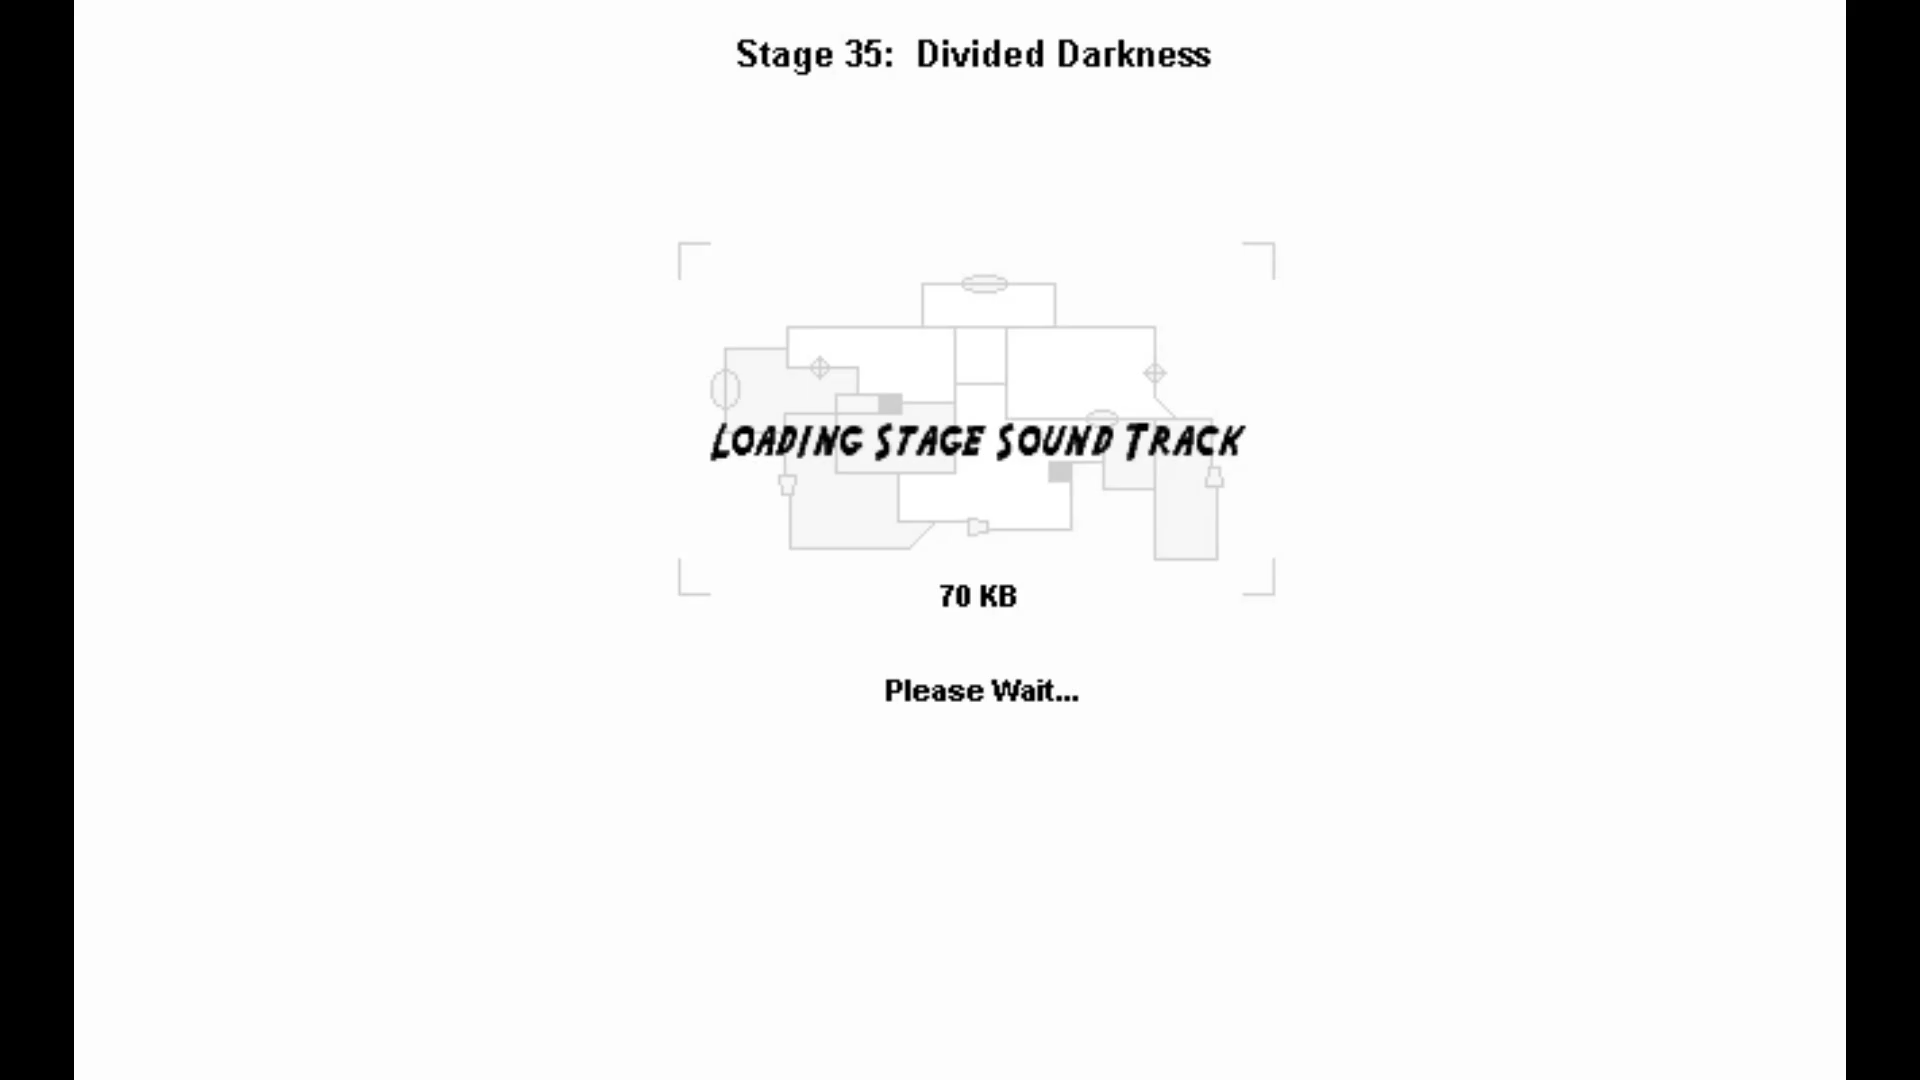 Stage 35:  Divided Darkness
Loading Stage Sound Track
70 KB
Please Wait...